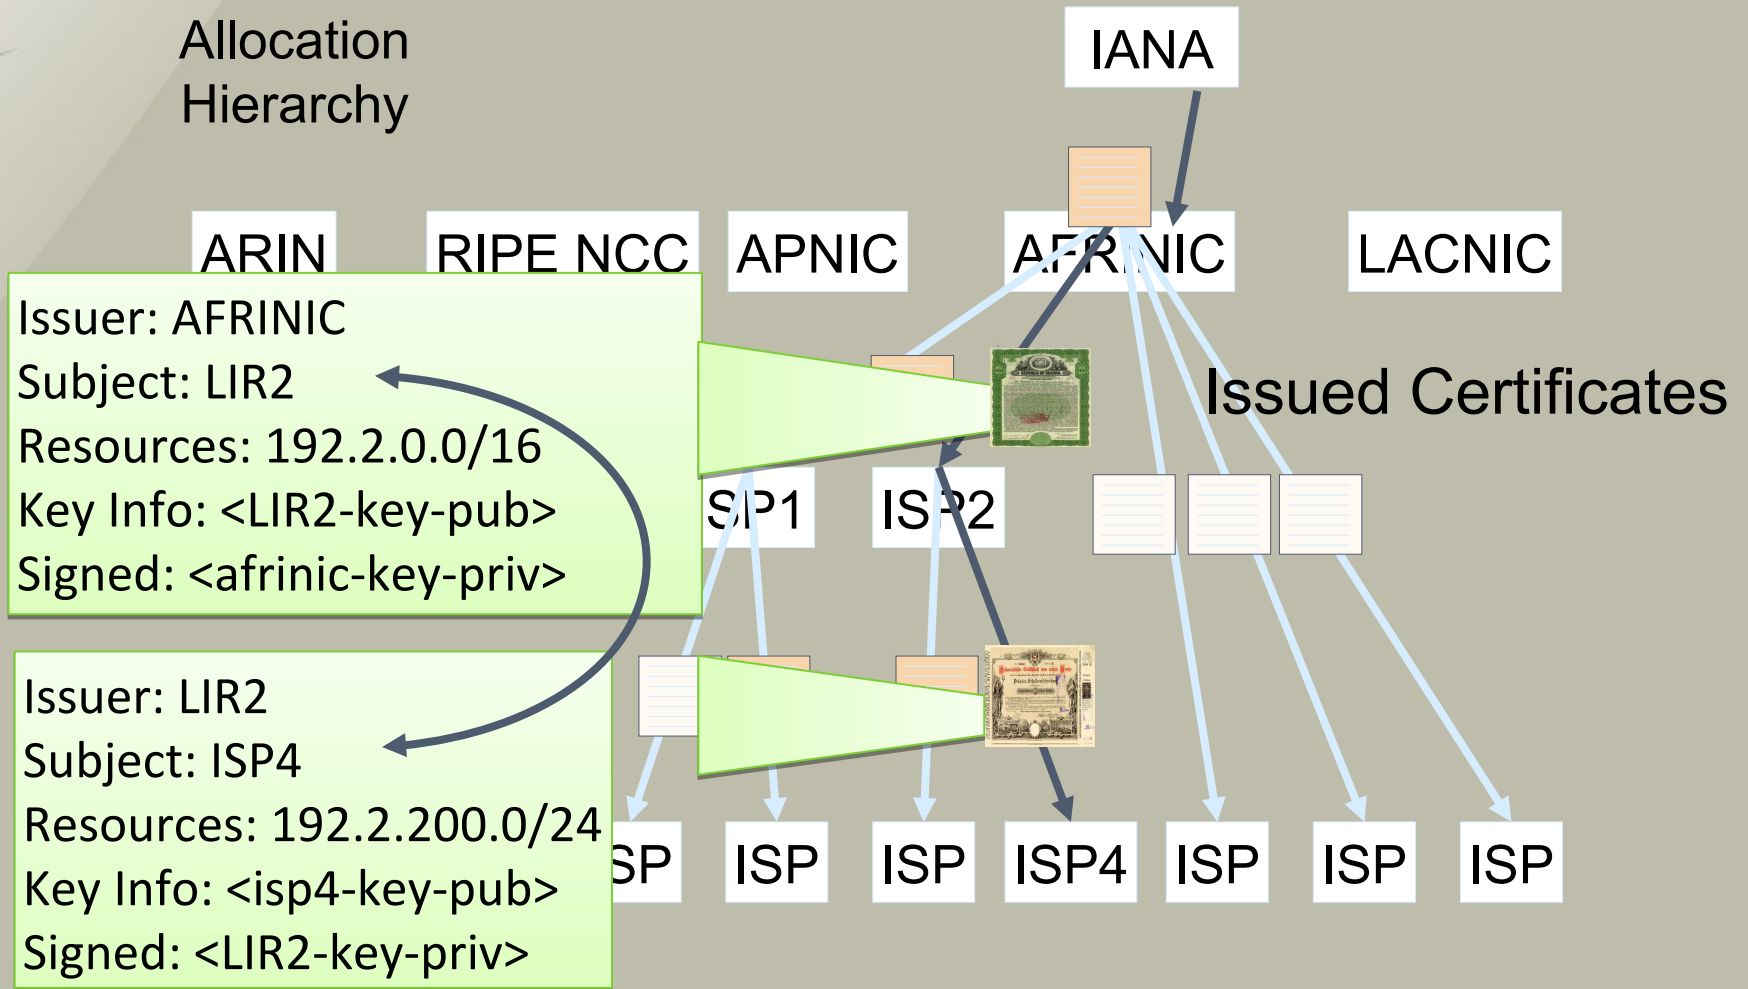 Allocation
Hierarchy
IANA
ARIN
RIPE NCC
APNIC
AFRINIC
LACNIC
Issuer: AFRINIC
Subject: LIR2
Resources: 192.2.0.0/16
Key Info: <LIR2-key-pub>
Signed: <afrinic-key-priv>
Issued Certificates
SP1
ISP2
Issuer: LIR2
Subject: ISP4
Resources: 192.2.200.0/24
Key Info: <isp4-key-pub>
Signed: <LIR2-key-priv>
SP
ISP
ISP
ISP4
ISP
ISP
ISP